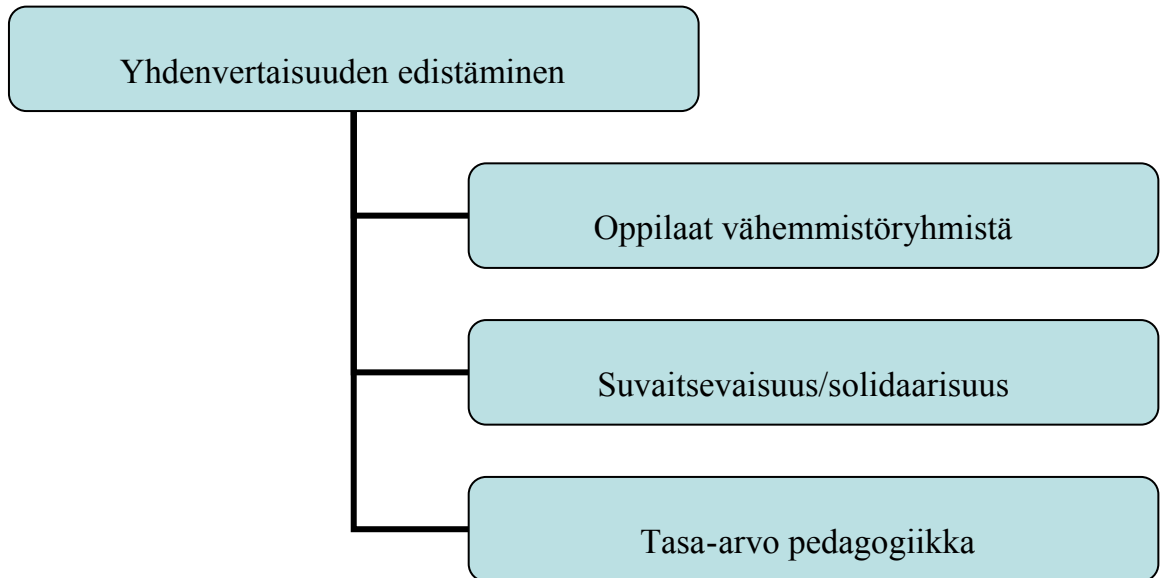 Yhdenvertaisuuden edistäminen
Oppilaat vähemmistöryhmistä
Suvaitsevaisuus/solidaarisuus
Tasa-arvo pedagogiikka